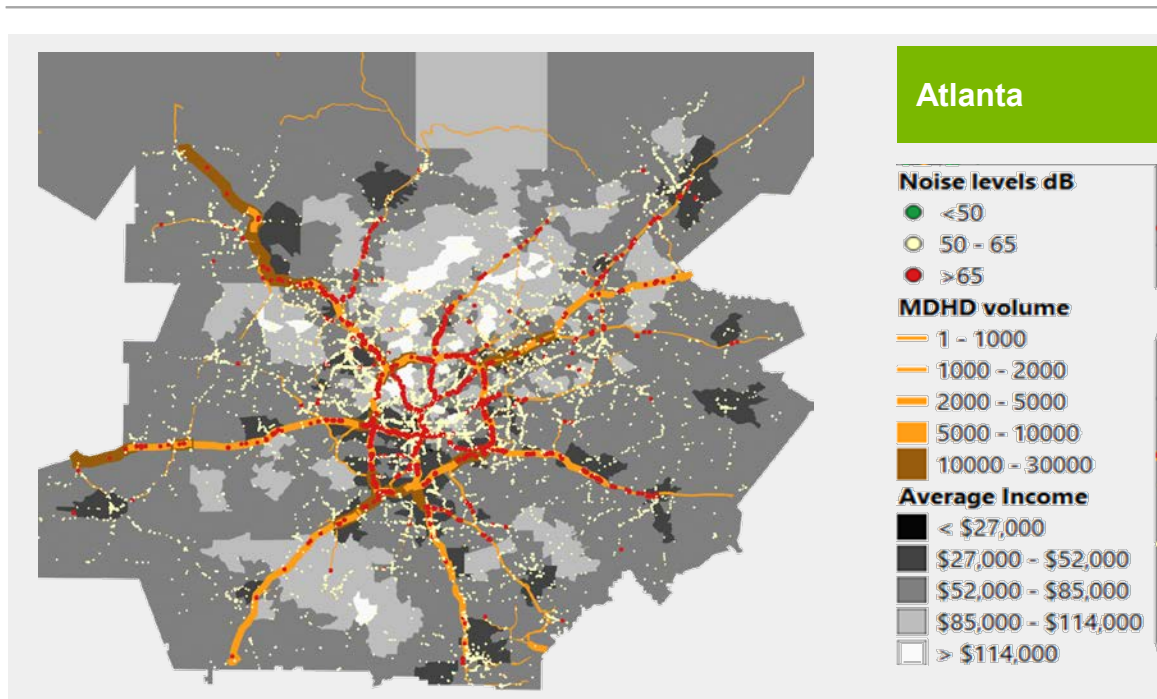 Atlanta
Noise levels dB
<50
50 - 65
>65
MDHD volume
1 - 1000
1000 - 2000
2000 - 5000
5000 - 10000
10000 - 30000
Average Income
< $27,000
$27,000 - $52,000
$52,000 - $85,000
$85,000 - $114,000
> $114,000